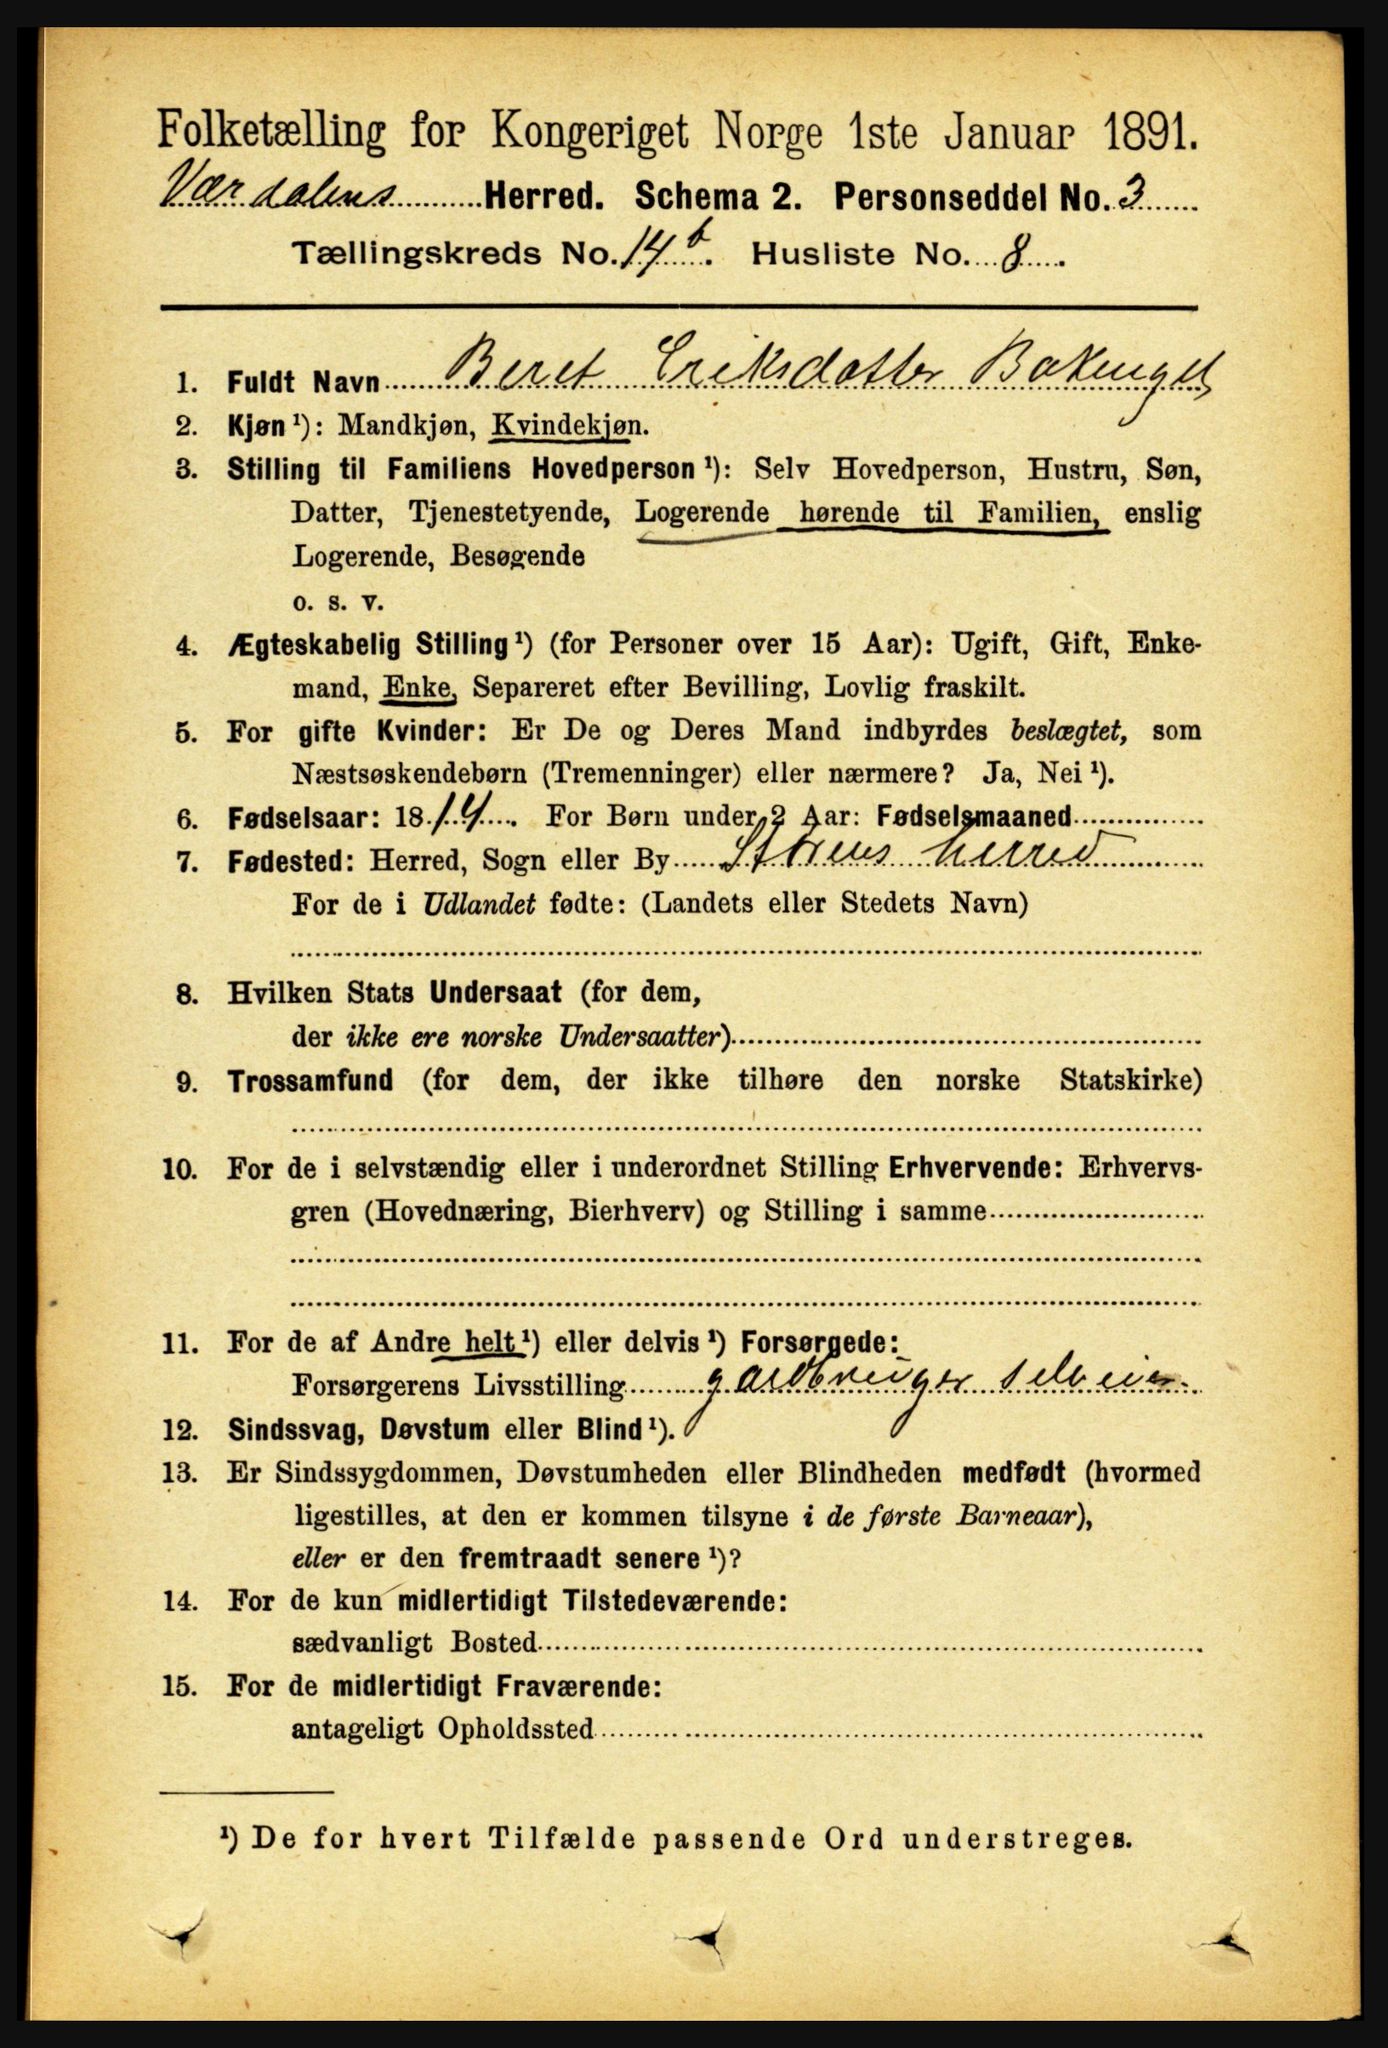 Folketælling for Kongeriget Norge 1ste Januar 1891.
Værdalens Herred. Schema 2. Personseddel No. 3
Tællingskreds No. 14 b. Husliste No. 8.
1. Fuldt Navn Beret Eriksdatter
2. Kjøn ¹): Mandkjøn, Kvindekjøn.
3. Stilling til Familiens Hovedperson ¹): Selv Hovedperson, Hustru, Søn,
Datter, Tjenestetyende, Logerende hørende til Familien, enslig
Logerende, Besøgende
o. s. v.
4. Ægteskabelig Stilling ¹) (for Personer over 15 Aar): Ugift, Gift, Enke-
mand, Enke, Separeret efter Bevilling, Lovlig fraskilt.
5. For gifte Kvinder: Er De og Deres Mand indbyrdes beslægtet, som
Næstsøskendebørn (Tremenninger) eller nærmere? Ja, Nei ¹).
6. Fødselsaar: 1814. For Børn under 2 Aar: Fødselsmaaned
7. Fødested: Herred, Sogn eller By Størens herred
For de i Udlandet fødte: (Landets eller Stedets Navn)
8. Hvilken Stats Undersaat (for dem,
der ikke ere norske Undersaatter)
9. Trossamfund (for dem, der ikke tilhøre den norske Statskirke)
10. For de i selvstændig eller i underordnet Stilling Erhvervende: Erhvervs-
gren (Hovednæring, Bierhverv) og Stilling i samme
11. For de af Andre helt ¹) eller delvis ¹) Forsørgede:
Forsørgerens Livsstilling gardbruger selveier
12. Sindssvag, Døvstum eller Blind ¹).
13. Er Sindssygdommen, Døvstumheden eller Blindheden medfødt (hvormed
ligestilles, at den er kommen tilsyne i de første Barneaar),
eller er den fremtraadt senere ¹)?
14. For de kun midlertidigt Tilstedeværende:
sædvanligt Bosted
15. For de midlertidigt Fraværende:
antageligt Opholdssted
¹) De for hvert Tilfælde passende Ord understreges.